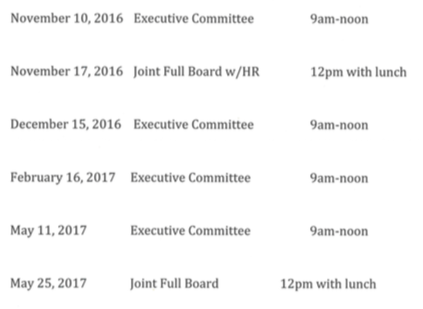 November 10, 2016 Executive Committee 9am-noon
November 17, 2016 Joint Full Board w/HR 12pm with lunch
December 15, 2016 Executive Committee 9am-noon
February 16, 2017 Executive Committee 9am-noon
May 11, 2017 Executive Committee 9am-noon
May 25, 2017 Joint Full Board 12pm with lunch